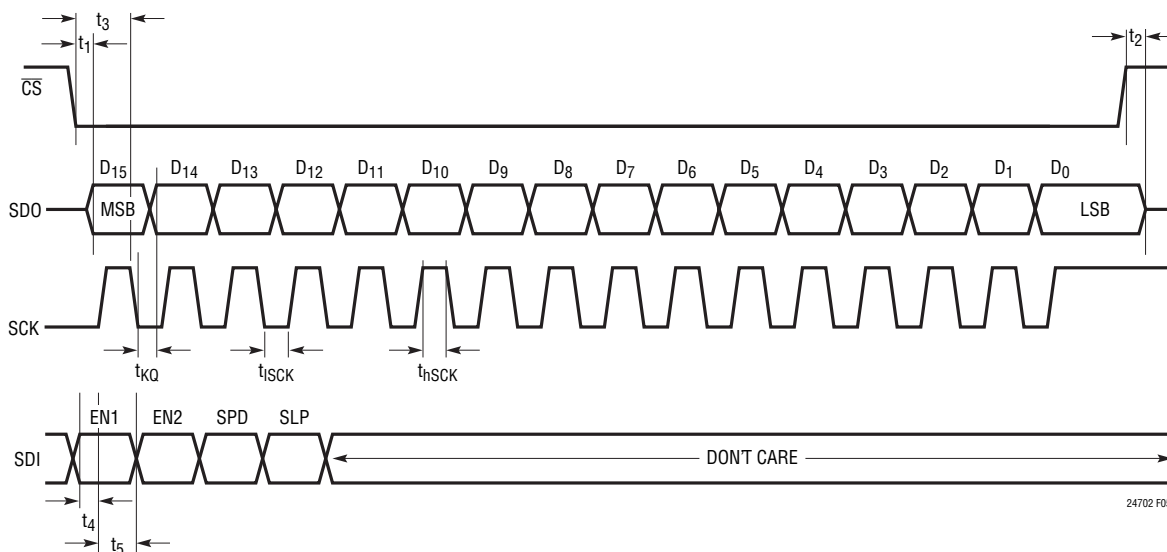 t3
t1
t2
CS
D15 D14 D13 D12 D11 D10 D9 D8 D7 D6 D5 D4 D3 D2 D1 D0
SDO MSB LSB
SCK
tKQ tlSCK thSCK
EN1 EN2 SPD SLP
SDI DON'T CARE
t4
t5